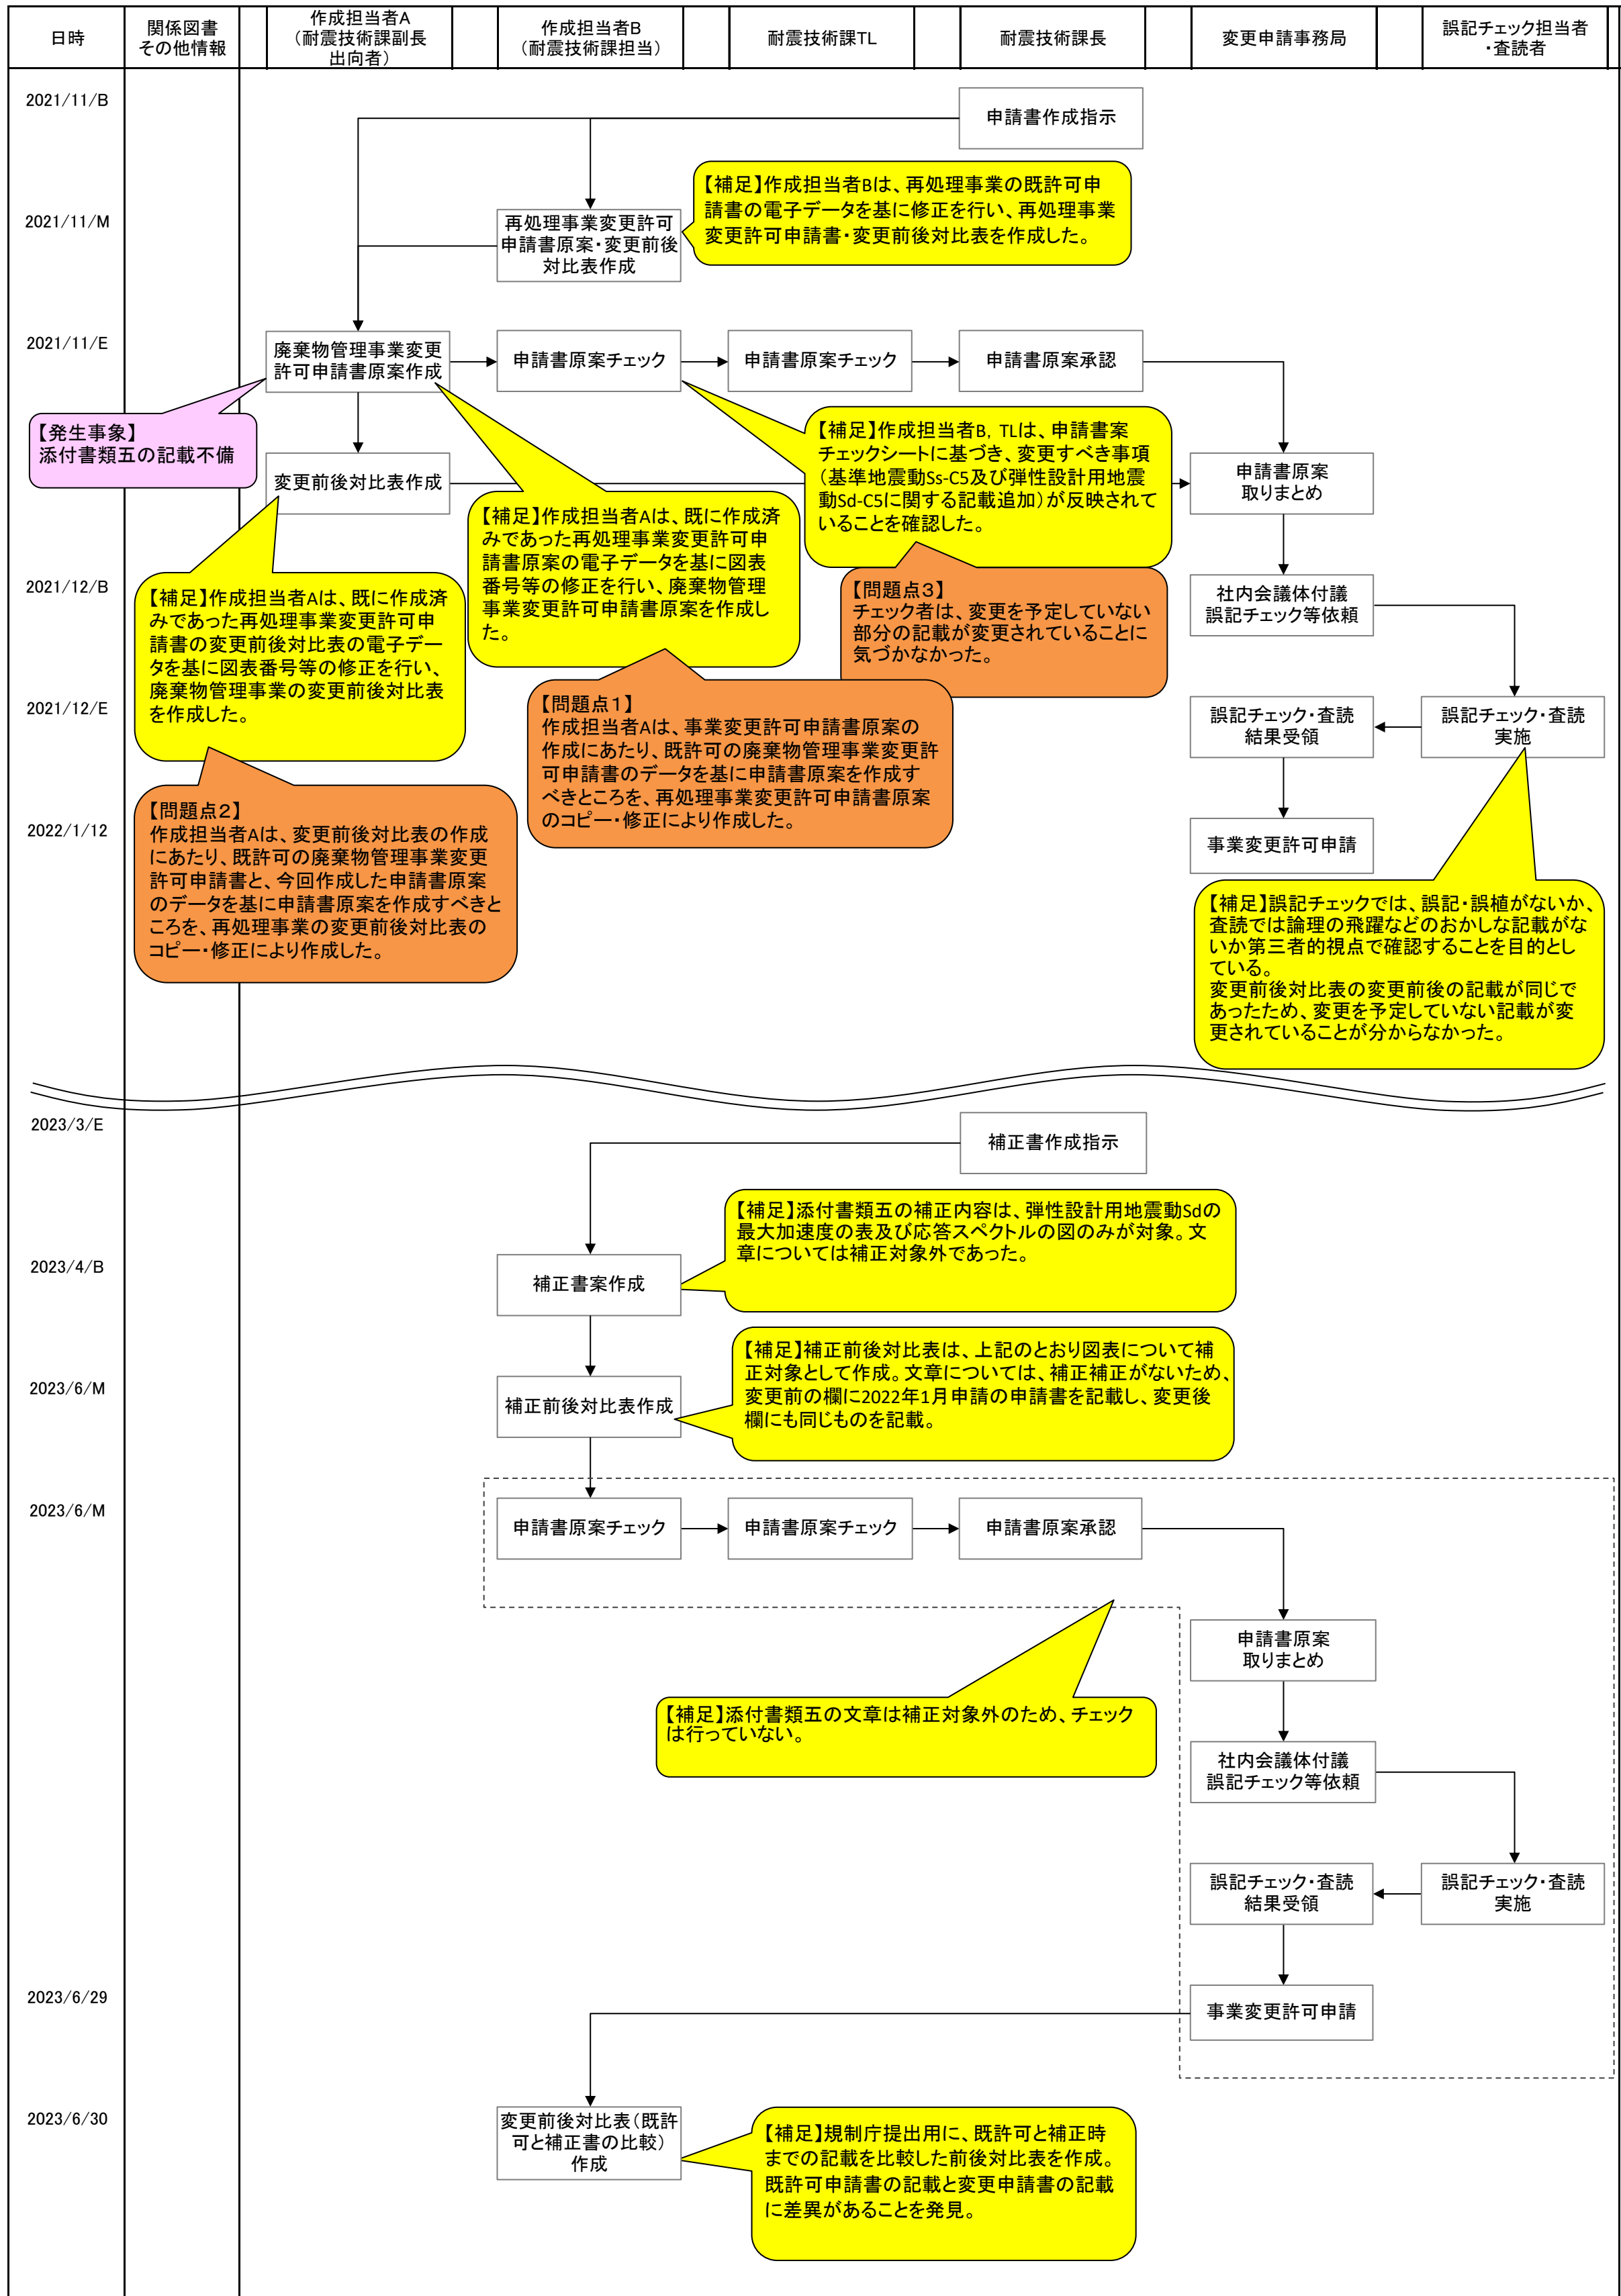 日時
関係図書
その他情報
作成担当者A
（耐震技術課副長
出向者）
作成担当者B
（耐震技術課担当）
耐震技術課TL
耐震技術課長
変更申請事務局
誤記チェック担当者
・査読者
2021/11/B
申請書作成指示
【補足】作成担当者Bは、再処理事業の既許可申
請書の電子データを基に修正を行い、再処理事業
変更許可申請書・変更前後対比表を作成した。
2021/11/M
再処理事業変更許可
申請書原案・変更前後
対比表作成
2021/11/E
廃棄物管理事業変更
許可申請書原案作成
申請書原案チェック
申請書原案チェック
申請書原案承認
【発生事象】
添付書類五の記載不備
【補足】作成担当者B, TLは、申請書案
チェックシートに基づき、変更すべき事項
（基準地震動Ss-C5及び弾性設計用地震
動Sd-C5に関する記載追加）が反映されて
いることを確認した。
変更前後対比表作成
申請書原案
取りまとめ
【補足】作成担当者Aは、既に作成済
みであった再処理事業変更許可申
請書原案の電子データを基に図表
番号等の修正を行い、廃棄物管理
事業変更許可申請書原案を作成し
た。
2021/12/B
【補足】作成担当者Aは、既に作成済
みであった再処理事業変更許可申
請書の変更前後対比表の電子デー
タを基に図表番号等の修正を行い、
廃棄物管理事業の変更前後対比表
を作成した。
【問題点3】
チェック者は、変更を予定していない
部分の記載が変更されていることに
気づかなかった。
社内会議体付議
誤記チェック等依頼
2021/12/E
【問題点1】
作成担当者Aは、事業変更許可申請書原案の
作成にあたり、既許可の廃棄物管理事業変更許
可申請書のデータを基に申請書原案を作成す
べきところを、再処理事業変更許可申請書原案
のコピー・修正により作成した。
誤記チェック・査読
結果受領
誤記チェック・査読
実施
【問題点2】
作成担当者Aは、変更前後対比表の作成
にあたり、既許可の廃棄物管理事業変更
許可申請書と、今回作成した申請書原案
のデータを基に申請書原案を作成すべきと
ころを、再処理事業の変更前後対比表の
コピー・修正により作成した。
2022/1/12
事業変更許可申請
【補足】誤記チェックでは、誤記・誤植がないか、
査読では論理の飛躍などのおかしな記載がな
いか第三者的視点で確認することを目的とし
ている。
変更前後対比表の変更前後の記載が同じで
あったため、変更を予定していない記載が変
更されていることが分からなかった。
2023/3/E
補正書作成指示
【補足】添付書類五の補正内容は、弾性設計用地震動Sdの
最大加速度の表及び応答スペクトルの図のみが対象。文
章については補正対象外であった。
2023/4/B
補正書案作成
【補足】補正前後対比表は、上記のとおり図表について補
正対象として作成。文章については、補正補正がないため、
変更前の欄に2022年1月申請の申請書を記載し、変更後
欄にも同じものを記載。
2023/6/M
補正前後対比表作成
2023/6/M
申請書原案チェック
申請書原案チェック
申請書原案承認
申請書原案
取りまとめ
【補足】添付書類五の文章は補正対象外のため、チェック
は行っていない。
社内会議体付議
誤記チェック等依頼
誤記チェック・査読
結果受領
誤記チェック・査読
実施
2023/6/29
事業変更許可申請
2023/6/30
変更前後対比表（既許
可と補正書の比較）
作成
【補足】規制庁提出用に、既許可と補正時
までの記載を比較した前後対比表を作成。
既許可申請書の記載と変更申請書の記載
に差異があることを発見。